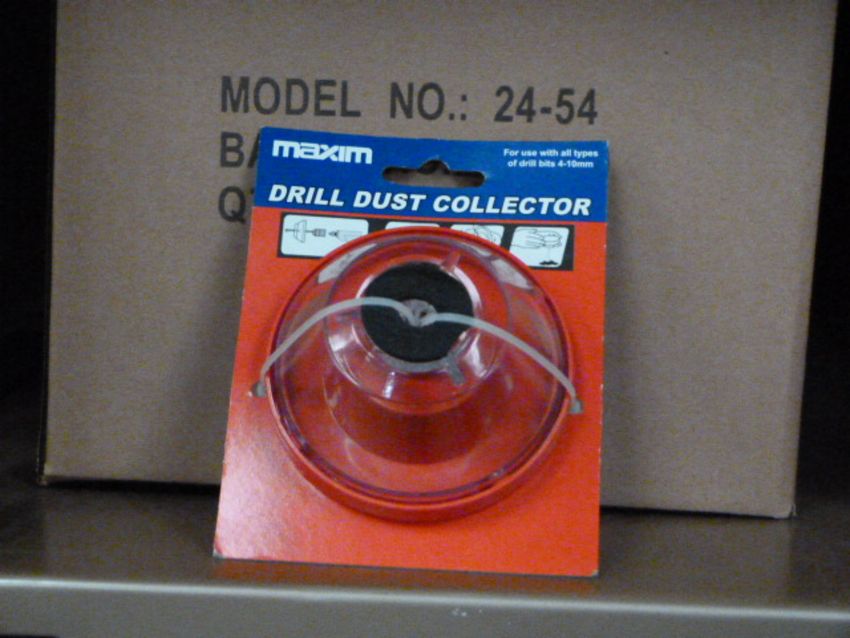 MODEL NO.: 24-54
BA
Q
maxim
For use with all types
of drill bits 4-10mm
DRILL DUST COLLECTOR